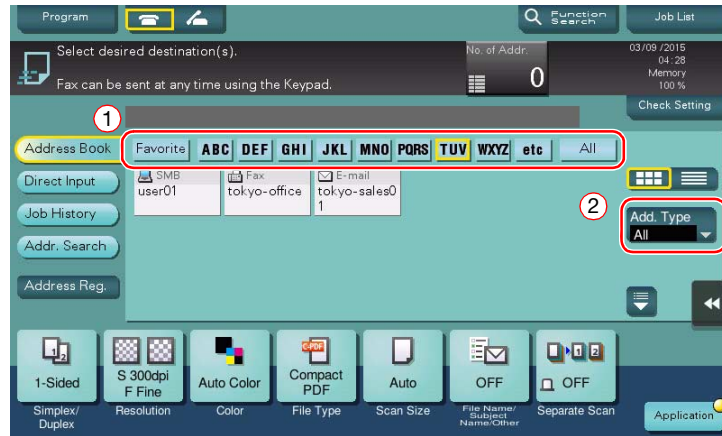 Program
Function
Search
Job List
Select desired destination(s).
Fax can be sent at any time using the Keypad.
No. of Addr.
0
03/09 /2015
04:28
Memory
100 %
Check Setting
1
Address Book
Favorite ABC DEF GHI JKL MNO PQRS TUV WXYZ etc All
Direct Input
SMB
user01
Fax
tokyo-office
E-mail
tokyo-sales0
1
Job History
2
Add. Type
All
Addr. Search
Address Reg.
1-Sided
Simplex/
Duplex
S 300dpi
F Fine
Resolution
Auto Color
Color
C-PDF
Compact
PDF
File Type
Auto
Scan Size
OFF
File Name/
Subject
Name/Other
1 2
OFF
Separate Scan
Application